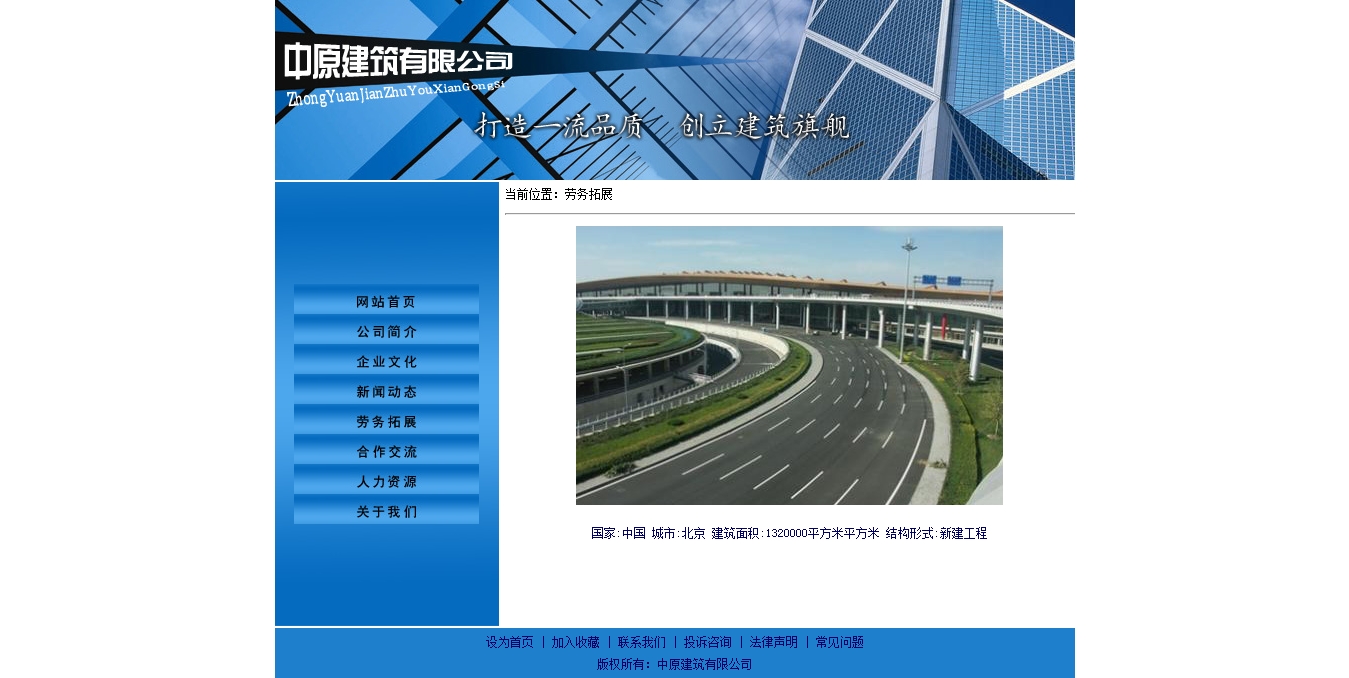 中原建筑有限公司
ZhongYuanJianZhuYouXianGongSi
打造一流品质 创立建筑旗舰
当前位置：劳务拓展
网站首页
公司简介
企业文化
新闻动态
劳务拓展
合作交流
人力资源
关于我们
国家:中国 城市:北京 建筑面积:1320000平方米平方米 结构形式:新建工程
设为首页 | 加入收藏 | 联系我们 | 投诉咨询 | 法律声明 | 常见问题
版权所有：中原建筑有限公司